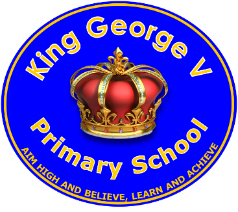 King George V
Primary School
AIM HIGH AND BELIEVE, LEARN AND ACHIEVE